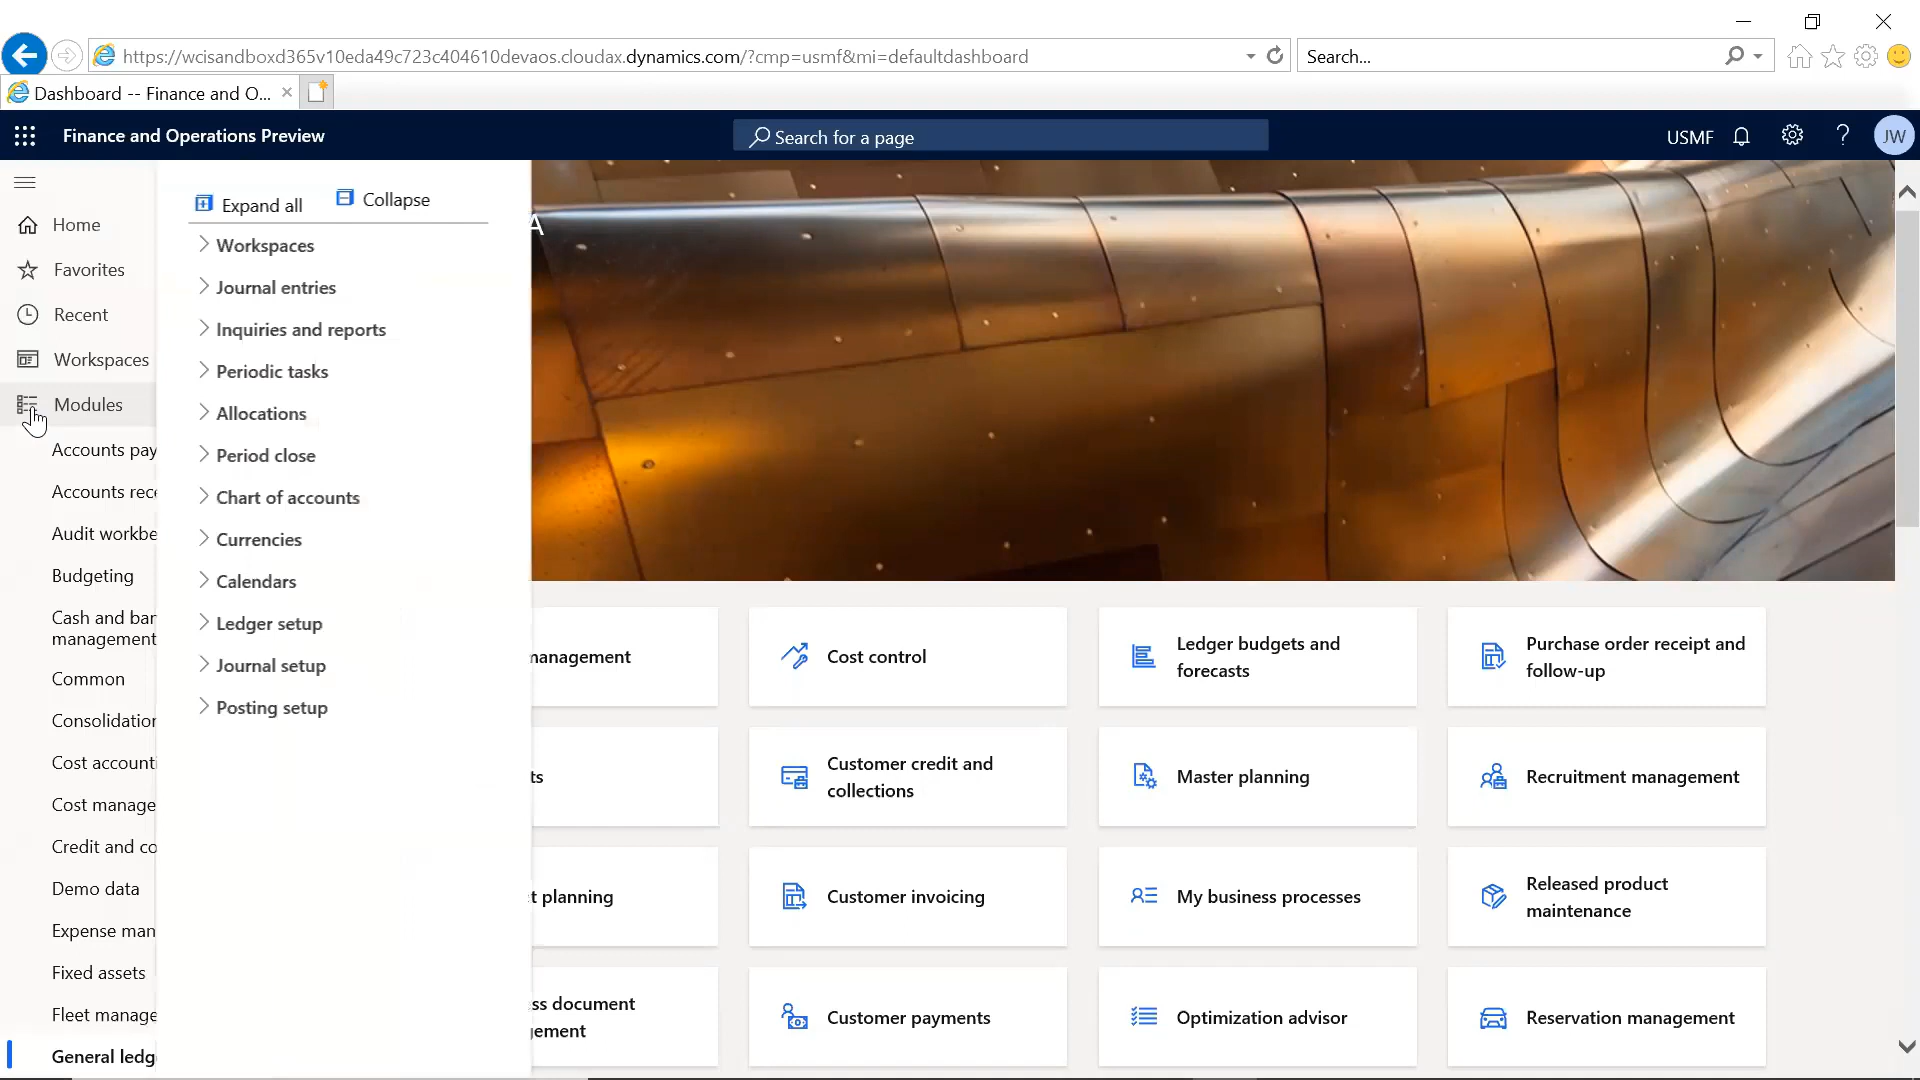 https://wcisandboxd365v10eda49c723c404610devaos.cloudax.dynamics.com/?cmp=usmf&mi=defaultdashboard
Search...
Dashboard -- Finance and O...
Finance and Operations Preview
Search for a page
USMF
?
JW
Home
Favorites
Recent
Workspaces
Modules
Accounts pay
Accounts rec
Audit workbe
Budgeting
Cash and ban
management
Common
Consolidation
Cost accounti
Cost manage
Credit and co
Demo data
Expense man
Fixed assets
Fleet manage
General ledg
Expand all
Collapse
Workspaces
Journal entries
Inquiries and reports
Periodic tasks
Allocations
Period close
Chart of accounts
Currencies
Calendars
Ledger setup
Journal setup
Posting setup
A
management
Cost control
Ledger budgets and
forecasts
Purchase order receipt and
follow-up
ts
Customer credit and
collections
Master planning
Recruitment management
t planning
Customer invoicing
My business processes
Released product
maintenance
ss document
gement
Customer payments
Optimization advisor
Reservation management